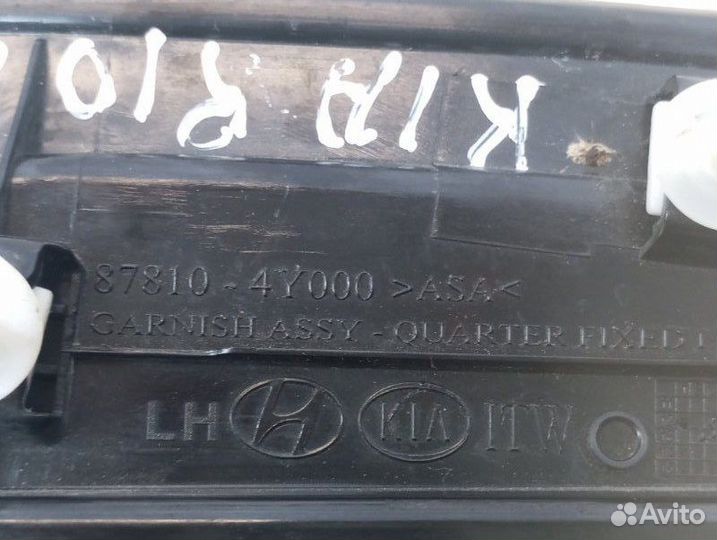 KIA RIO
87810-4Y000 >ASA<
GARNISH ASSY - QUARTER FIXED
LH KIA ITW
Avito